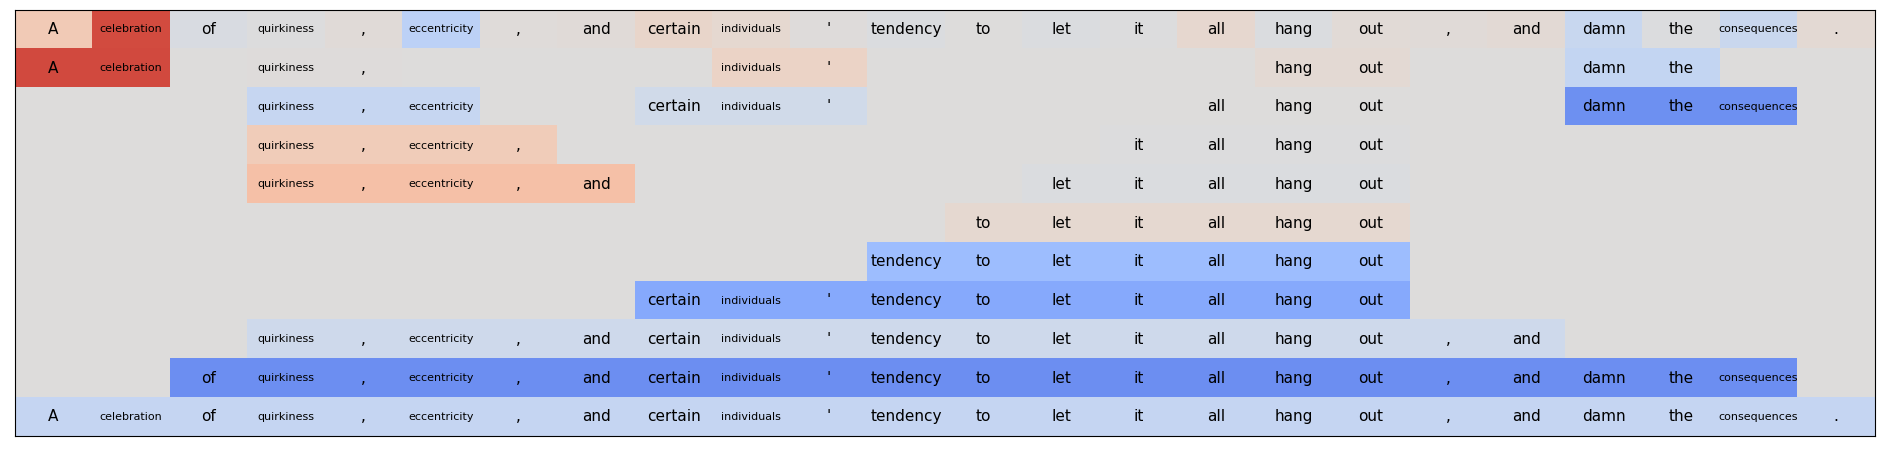 A celebration of quirkiness , eccentricity , and certain individuals ' tendency to let it all hang out , and damn the consequences .
A celebration quirkiness , individuals ' hang out damn the
quirkiness , eccentricity certain individuals ' all hang out damn the consequences
quirkiness , eccentricity , it all hang out
quirkiness , eccentricity , and let it all hang out
to let it all hang out
tendency to let it all hang out
certain individuals ' tendency to let it all hang out
quirkiness , eccentricity , and certain individuals ' tendency to let it all hang out , and
of quirkiness , eccentricity , and certain individuals ' tendency to let it all hang out , and damn the consequences
A celebration of quirkiness , eccentricity , and certain individuals ' tendency to let it all hang out , and damn the consequences .